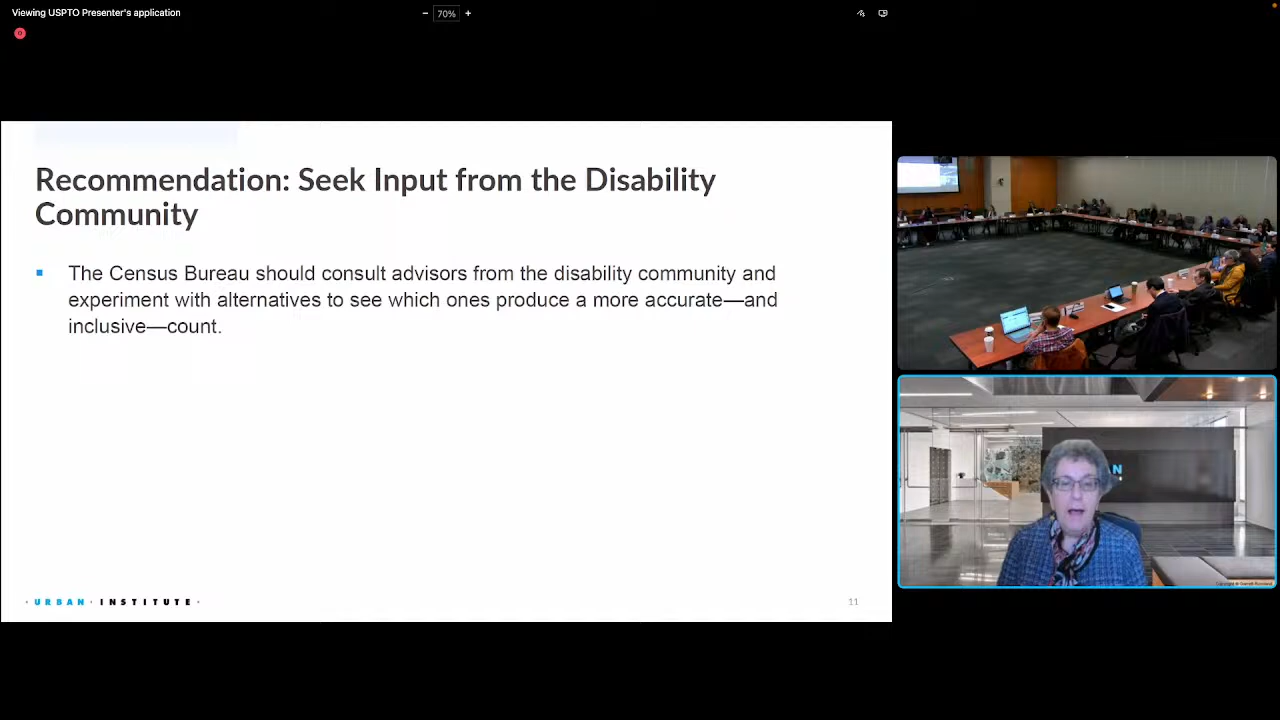 Viewing USPTO Presenter's application
− 70% +
Recommendation: Seek Input from the Disability
Community
▪ The Census Bureau should consult advisors from the disability community and
experiment with alternatives to see which ones produce a more accurate—and
inclusive—count.
· URBAN · INSTITUTE ·
11
AN